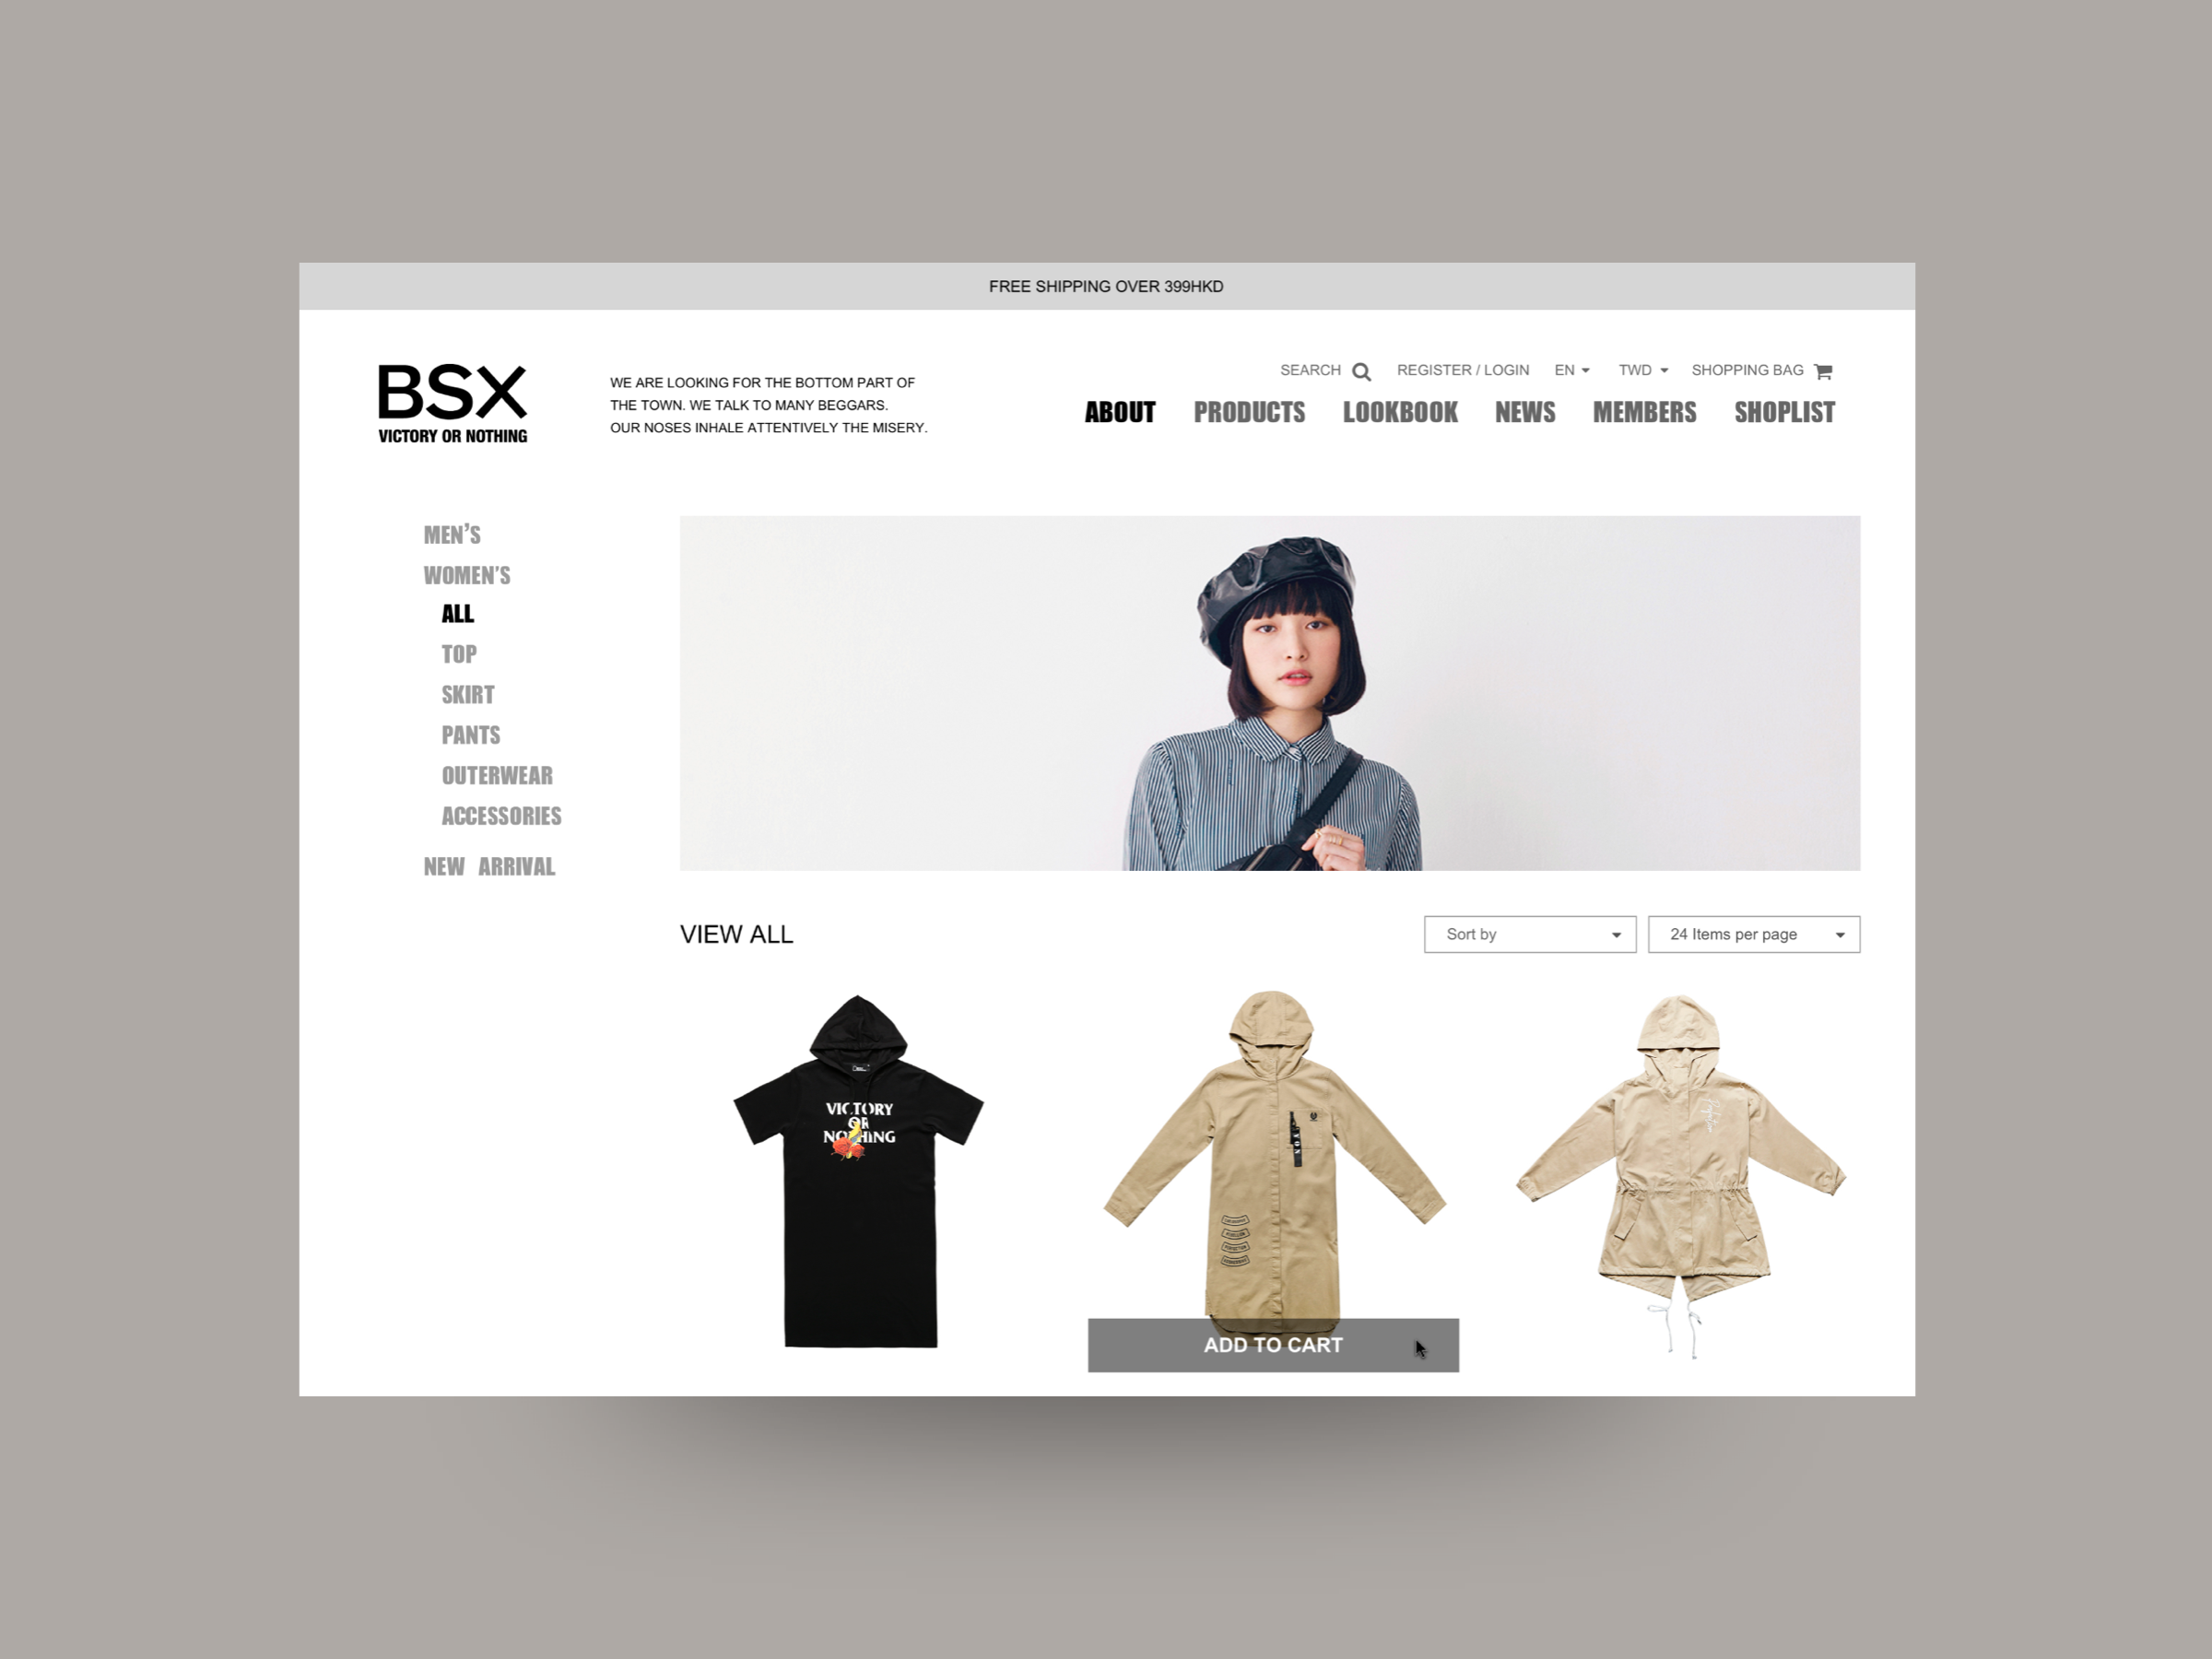 FREE SHIPPING OVER 399HKD
BSX
VICTORY OR NOTHING
WE ARE LOOKING FOR THE BOTTOM PART OF
THE TOWN. WE TALK TO MANY BEGGARS.
OUR NOSES INHALE ATTENTIVELY THE MISERY.
SEARCH REGISTER / LOGIN EN TWD SHOPPING BAG
ABOUT PRODUCTS LOOKBOOK NEWS MEMBERS SHOPLIST
MEN'S
WOMEN'S
ALL
TOP
SKIRT
PANTS
OUTERWEAR
ACCESSORIES
NEW ARRIVAL
VIEW ALL
Sort by
24 Items per page
VICTORY
OR
NOTHING
ADD TO CART